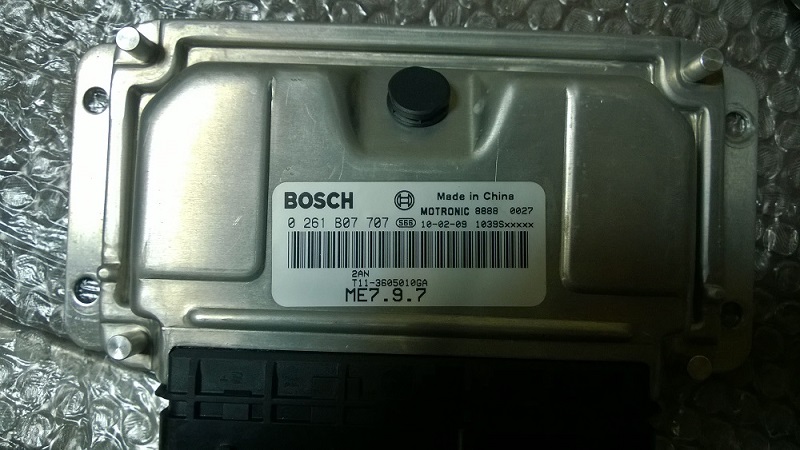 BOSCH Made in China
MOTRONIC 8888 0027
0 261 B07 707 10-02-09 1039Sxxxxx
2AN
T11-3605010GA
ME7.9.7